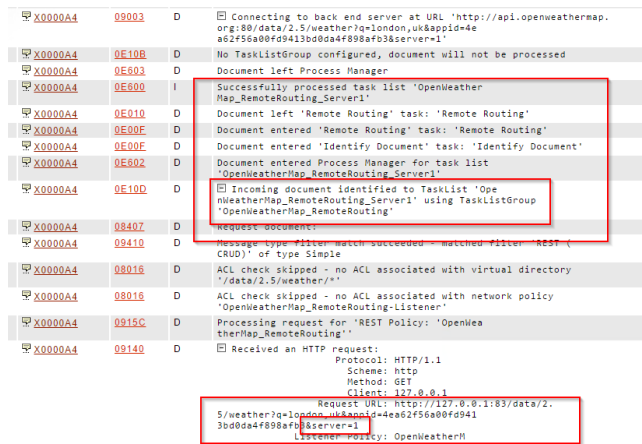 X0000A4 09003 D Connecting to back end server at URL 'http://api.openweathermap.
org:80/data/2.5/weather?q=london,uk&appid=4e
a62f56a00fd9413bd0da4f898afb3&server=1'
X0000A4 0E10B D No TaskListGroup configured, document will not be processed
X0000A4 0E603 D Document left Process Manager
X0000A4 0E600 I Successfully processed task list 'OpenWeather
Map_RemoteRouting_Server1'
X0000A4 0E010 D Document left 'Remote Routing' task: 'Remote Routing'
X0000A4 0E00F D Document entered 'Remote Routing' task: 'Remote Routing'
X0000A4 0E00F D Document entered 'Identify Document' task: 'Identify Document'
X0000A4 0E602 D Document entered Process Manager for task list
'OpenWeatherMap_RemoteRouting_Server1'
X0000A4 0E10D D Incoming document identified to TaskList 'Ope
nWeatherMap_RemoteRouting_Server1' using TaskListGroup
'OpenWeatherMap_RemoteRouting'
X0000A4 08407 D Request document:
X0000A4 09410 D Message type filter match succeeded - matched filter 'REST (
CRUD)' of type Simple
X0000A4 08016 D ACL check skipped - no ACL associated with virtual directory
'/data/2.5/weather/*'
X0000A4 08016 D ACL check skipped - no ACL associated with network policy
'OpenWeatherMap_RemoteRouting-Listener'
X0000A4 0915C D Processing request for 'REST Policy: 'OpenWea
therMap_RemoteRouting''
X0000A4 09140 D Received an HTTP request:
Protocol: HTTP/1.1
Scheme: http
Method: GET
Client: 127.0.0.1
Request URL: http://127.0.0.1:83/data/2.
5/weather?q=london,uk&appid=4ea62f56a00fd941
3bd0da4f898afb3&server=1
Listener Policy: OpenWeatherM